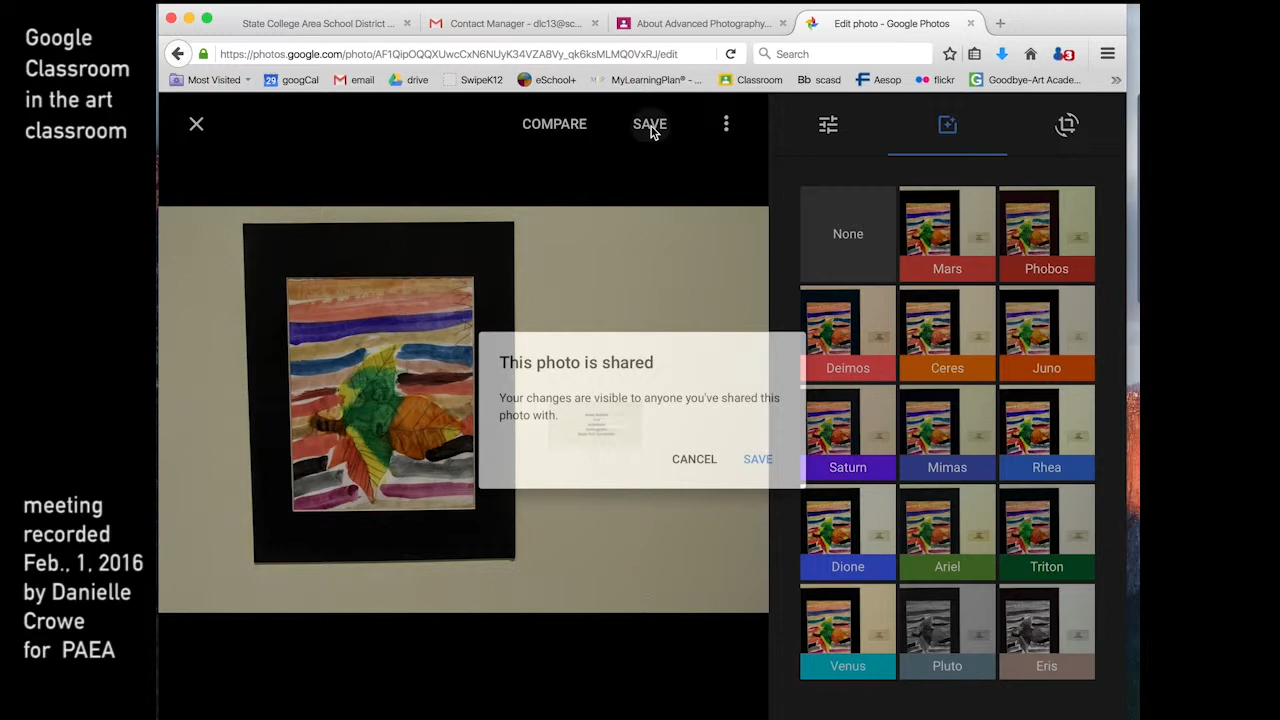 Google
Classroom
in the art
classroom
meeting
recorded
Feb., 1, 2016
by Danielle
Crowe
for PAEA
State College Area School District ...
Contact Manager - dlc13@sc...
About Advanced Photography...
Edit photo - Google Photos
https://photos.google.com/photo/AF1QipOQQXUwcCxN6NUyK34VZA8Vy_qk6ksMLMQ0VxRJ/edit
Search
3
Most Visited
29 googCal
email
drive
SwipeK12
eSchool+
MyLearningPlan® - ...
Classroom
Bb scasd
Aesop
flickr
Goodbye-Art Acade...
COMPARE
SAVE
None
Mars
Phobos
Deimos
Ceres
Juno
This photo is shared
Your changes are visible to anyone you've shared this
photo with.
CANCEL
SAVE
Saturn
Mimas
Rhea
Dione
Ariel
Triton
Venus
Pluto
Eris